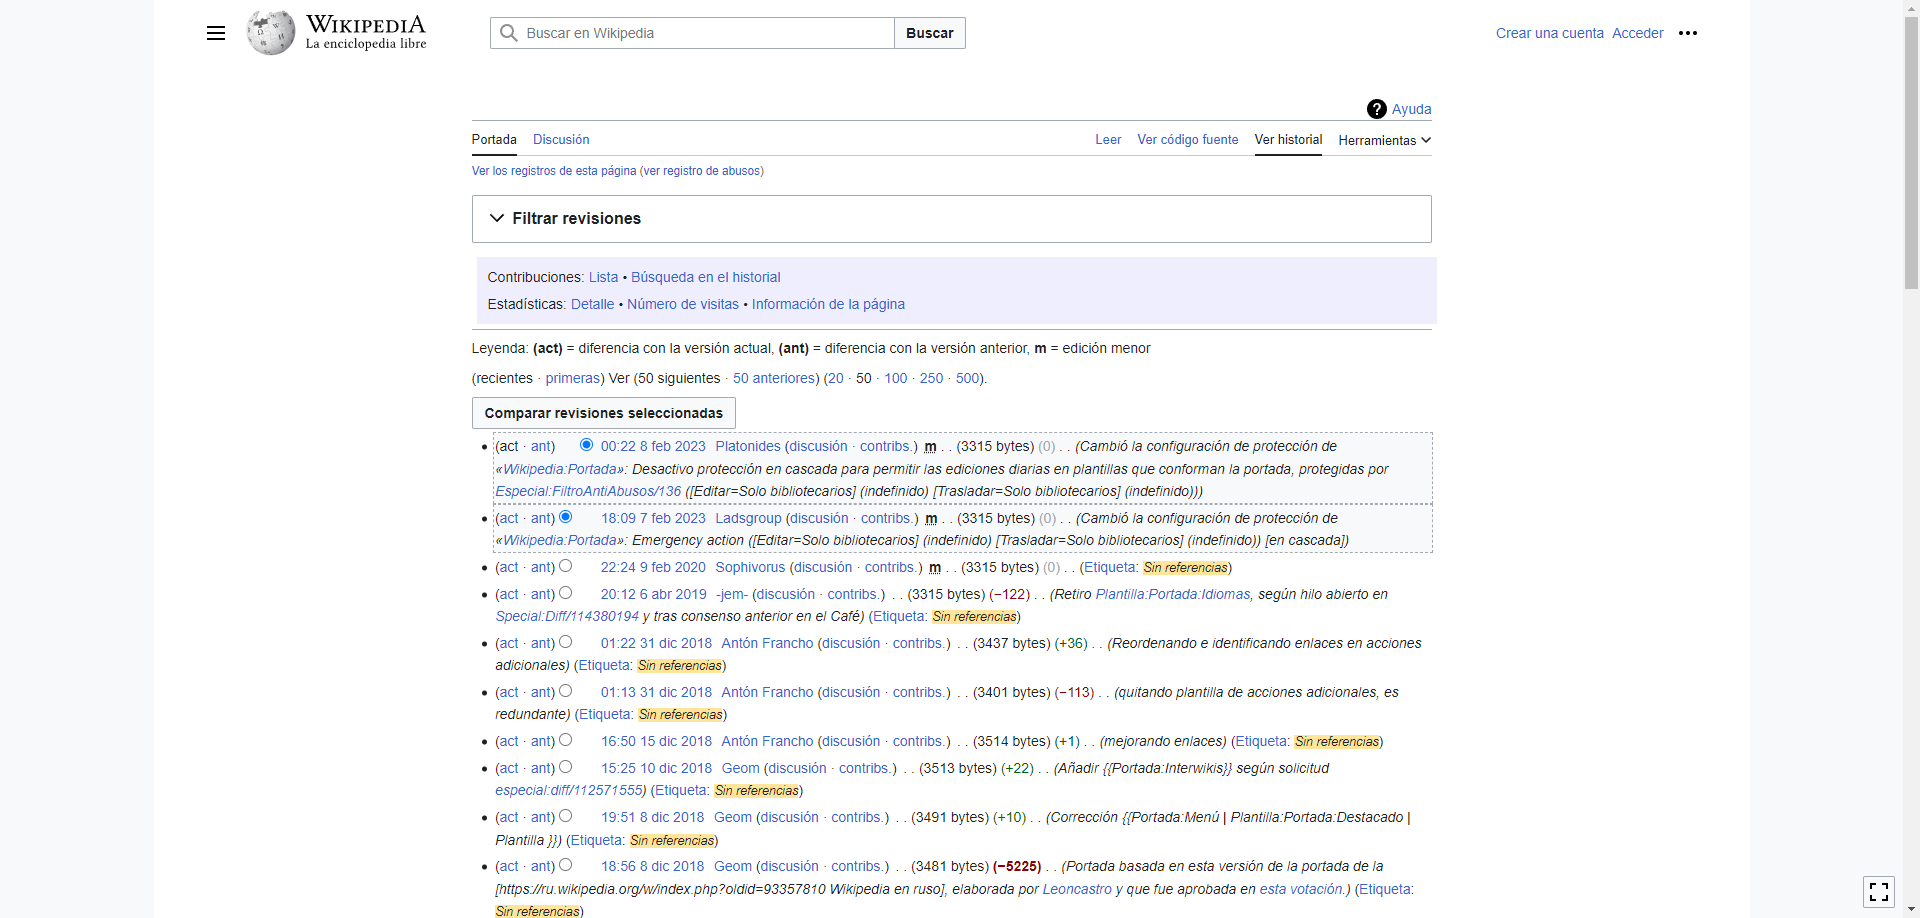 WIKIPEDIA
La enciclopedia libre
Buscar en Wikipedia
Buscar
Crear una cuenta Acceder
? Ayuda
Portada Discusión Leer Ver código fuente Ver historial Herramientas
Ver los registros de esta página (ver registro de abusos)
Filtrar revisiones
Contribuciones: Lista • Búsqueda en el historial
Estadísticas: Detalle • Número de visitas • Información de la página
Leyenda: (act) = diferencia con la versión actual, (ant) = diferencia con la versión anterior, m = edición menor
(recientes · primeras) Ver (50 siguientes · 50 anteriores) (20 · 50 · 100 · 250 · 500).
Comparar revisiones seleccionadas
• (act · ant) 00:22 8 feb 2023 Platonides (discusión · contribs.) m . . (3315 bytes) (0) . . (Cambió la configuración de protección de
«Wikipedia:Portada»: Desactivo protección en cascada para permitir las ediciones diarias en plantillas que conforman la portada, protegidas por
Especial:FiltroAntiAbusos/136 ([Editar=Solo bibliotecarios] (indefinido) [Trasladar=Solo bibliotecarios] (indefinido)))
• (act · ant) 18:09 7 feb 2023 Ladsgroup (discusión · contribs.) m . . (3315 bytes) (0) . . (Cambió la configuración de protección de
«Wikipedia:Portada»: Emergency action ([Editar=Solo bibliotecarios] (indefinido) [Trasladar=Solo bibliotecarios] (indefinido)) [en cascada])
• (act · ant) 22:24 9 feb 2020 Sophivorus (discusión · contribs.) m . . (3315 bytes) (0) . . (Etiqueta: Sin referencias)
• (act · ant) 20:12 6 abr 2019 -jem- (discusión · contribs.) . . (3315 bytes) (−122) . . (Retiro Plantilla:Portada:Idiomas, según hilo abierto en
Special:Diff/114380194 y tras consenso anterior en el Café) (Etiqueta: Sin referencias)
• (act · ant) 01:22 31 dic 2018 Antón Francho (discusión · contribs.) . . (3437 bytes) (+36) . . (Reordenando e identificando enlaces en acciones
adicionales) (Etiqueta: Sin referencias)
• (act · ant) 01:13 31 dic 2018 Antón Francho (discusión · contribs.) . . (3401 bytes) (−113) . . (quitando plantilla de acciones adicionales, es
redundante) (Etiqueta: Sin referencias)
• (act · ant) 16:50 15 dic 2018 Antón Francho (discusión · contribs.) . . (3514 bytes) (+1) . . (mejorando enlaces) (Etiqueta: Sin referencias)
• (act · ant) 15:25 10 dic 2018 Geom (discusión · contribs.) . . (3513 bytes) (+22) . . (Añadir {{Portada:Interwikis}} según solicitud
especial:diff/112571555) (Etiqueta: Sin referencias)
• (act · ant) 19:51 8 dic 2018 Geom (discusión · contribs.) . . (3491 bytes) (+10) . . (Corrección {{Portada:Menú | Plantilla:Portada:Destacado |
Plantilla }}) (Etiqueta: Sin referencias)
• (act · ant) 18:56 8 dic 2018 Geom (discusión · contribs.) . . (3481 bytes) (−5225) . . (Portada basada en esta versión de la portada de la
[https://ru.wikipedia.org/w/index.php?oldid=93357810 Wikipedia en ruso], elaborada por Leoncastro y que fue aprobada en esta votación.) (Etiqueta:
Sin referencias)